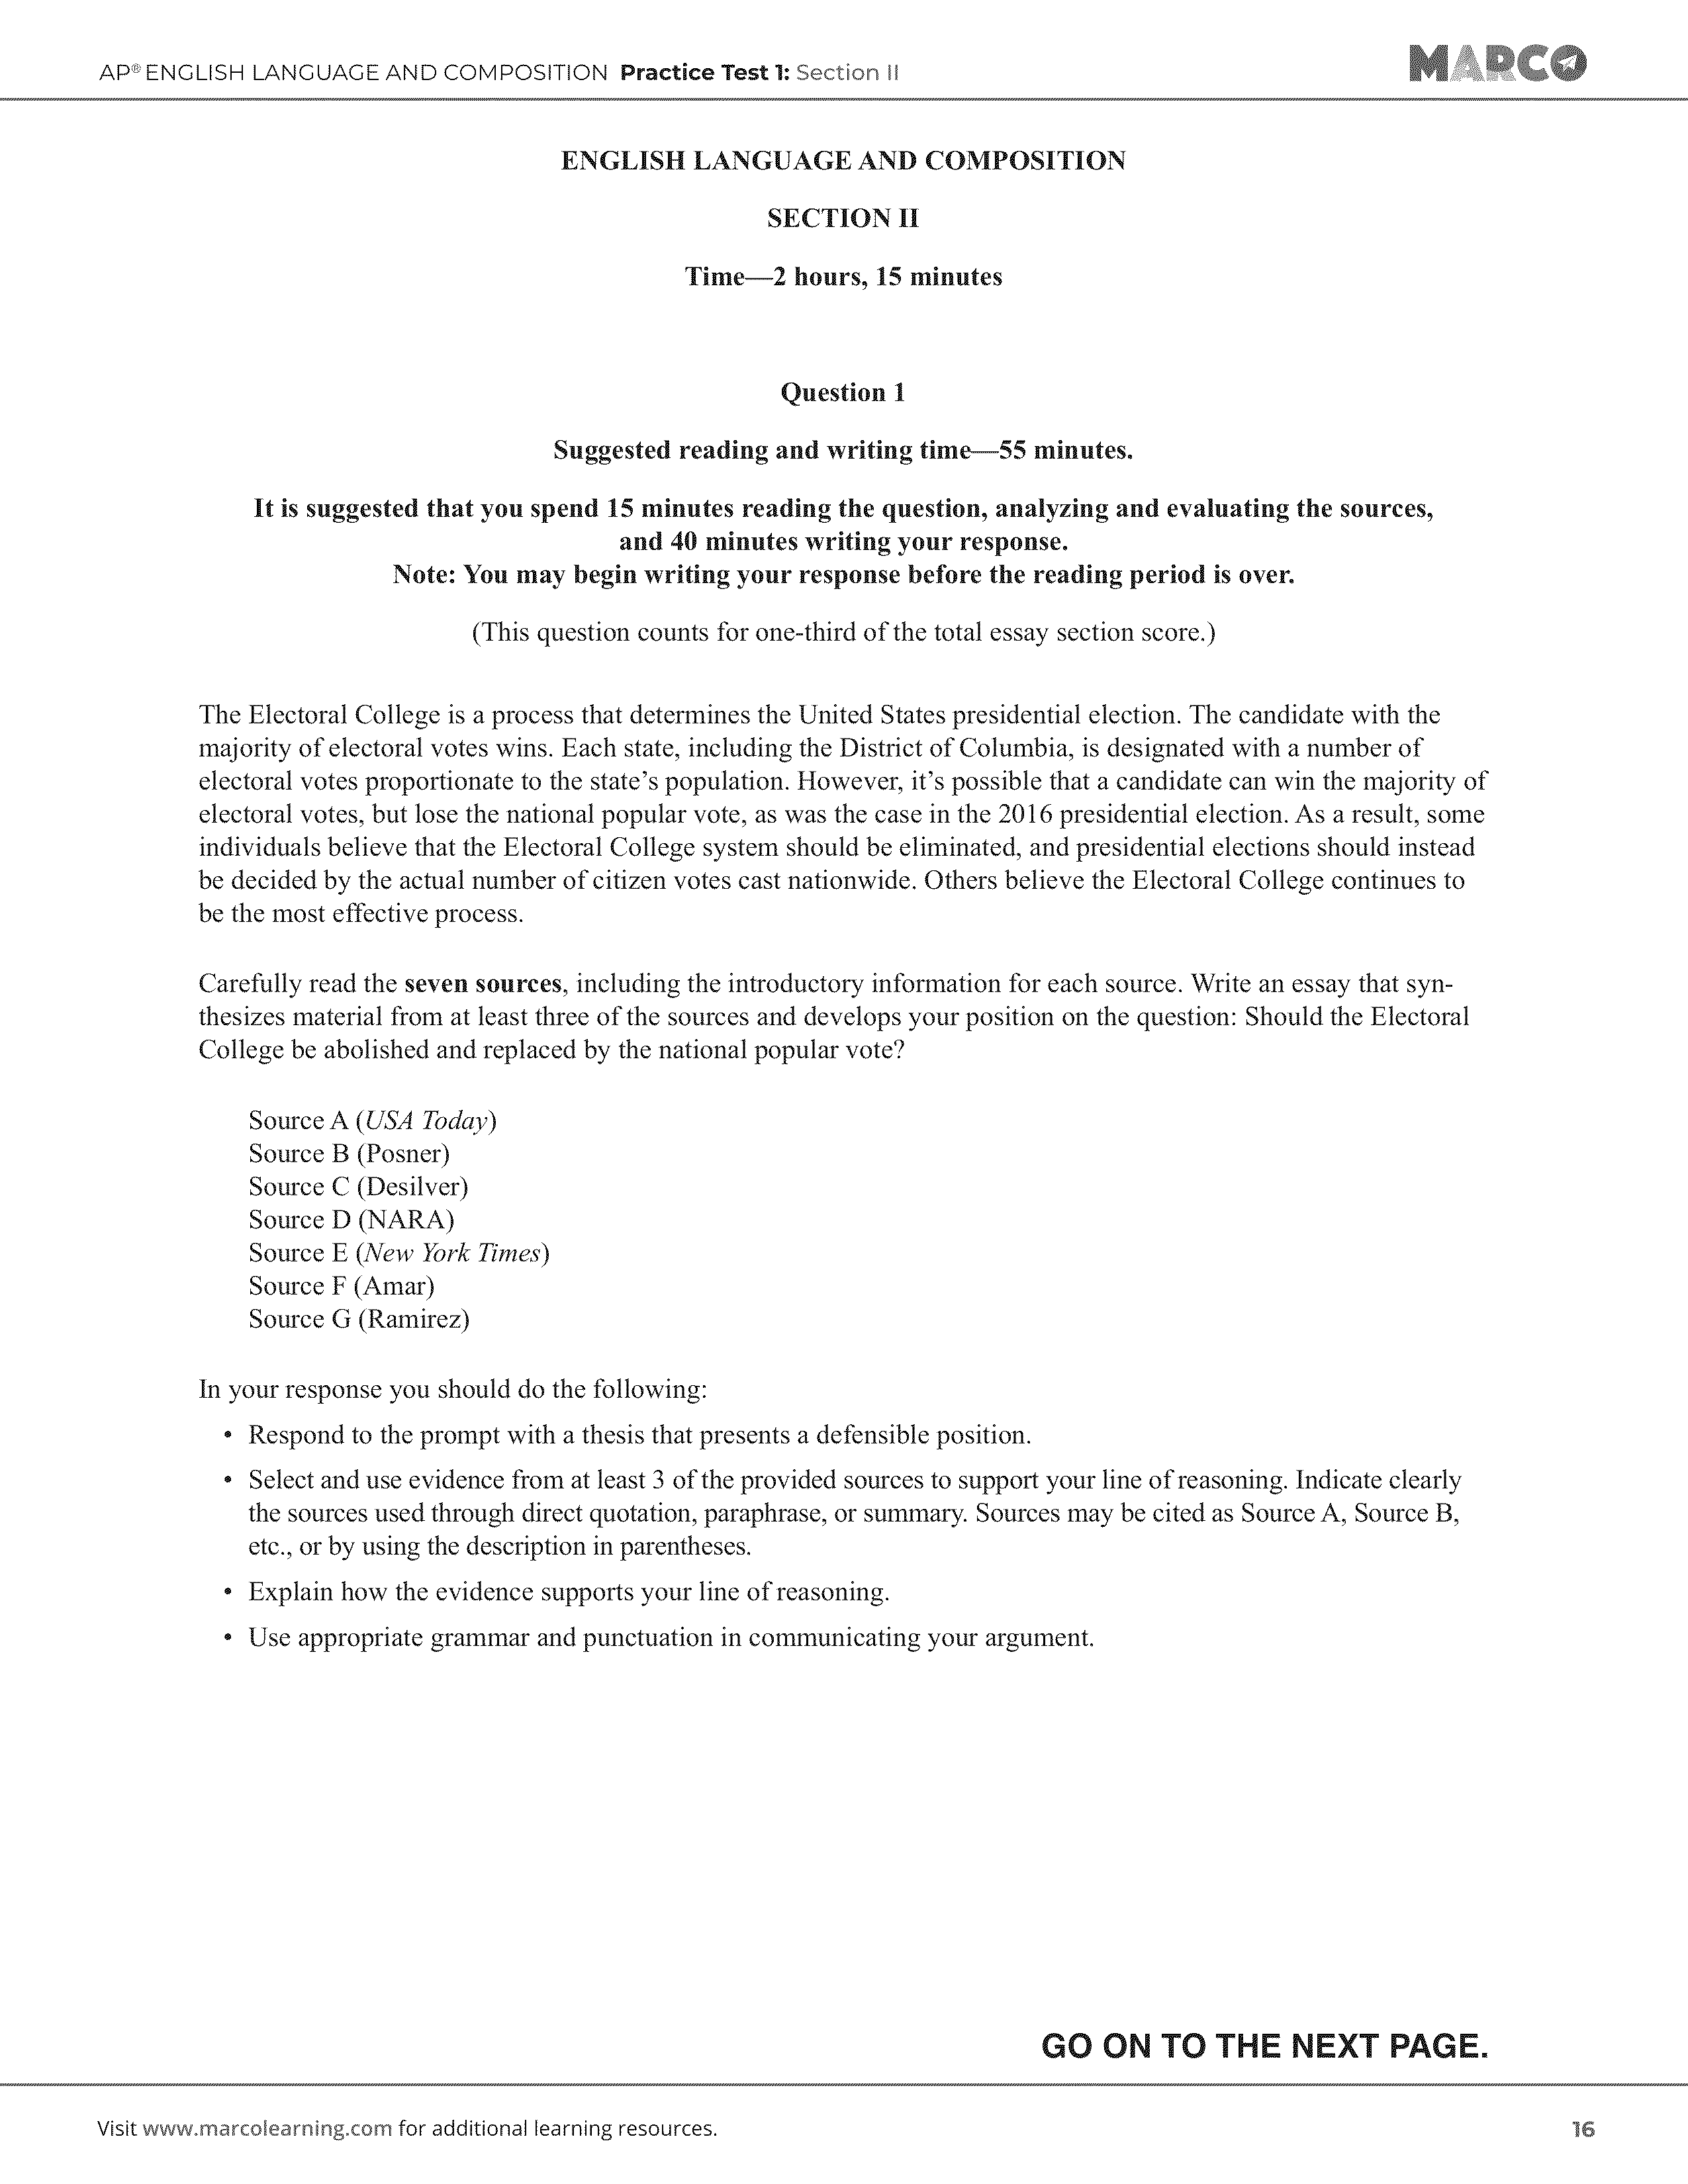 AP® ENGLISH LANGUAGE AND COMPOSITION Practice Test 1: Section II
MARCO
ENGLISH LANGUAGE AND COMPOSITION
SECTION II
Time—2 hours, 15 minutes
Question 1
Suggested reading and writing time—55 minutes.
It is suggested that you spend 15 minutes reading the question, analyzing and evaluating the sources,
and 40 minutes writing your response.
Note: You may begin writing your response before the reading period is over.
(This question counts for one-third of the total essay section score.)
The Electoral College is a process that determines the United States presidential election. The candidate with the
majority of electoral votes wins. Each state, including the District of Columbia, is designated with a number of
electoral votes proportionate to the state's population. However, it's possible that a candidate can win the majority of
electoral votes, but lose the national popular vote, as was the case in the 2016 presidential election. As a result, some
individuals believe that the Electoral College system should be eliminated, and presidential elections should instead
be decided by the actual number of citizen votes cast nationwide. Others believe the Electoral College continues to
be the most effective process.
Carefully read the seven sources, including the introductory information for each source. Write an essay that syn-
thesizes material from at least three of the sources and develops your position on the question: Should the Electoral
College be abolished and replaced by the national popular vote?
Source A (USA Today)
Source B (Posner)
Source C (Desilver)
Source D (NARA)
Source E (New York Times)
Source F (Amar)
Source G (Ramirez)
In your response you should do the following:
• Respond to the prompt with a thesis that presents a defensible position.
• Select and use evidence from at least 3 of the provided sources to support your line of reasoning. Indicate clearly
the sources used through direct quotation, paraphrase, or summary. Sources may be cited as Source A, Source B,
etc., or by using the description in parentheses.
• Explain how the evidence supports your line of reasoning.
• Use appropriate grammar and punctuation in communicating your argument.
GO ON TO THE NEXT PAGE.
Visit www.marcolearning.com for additional learning resources.
16